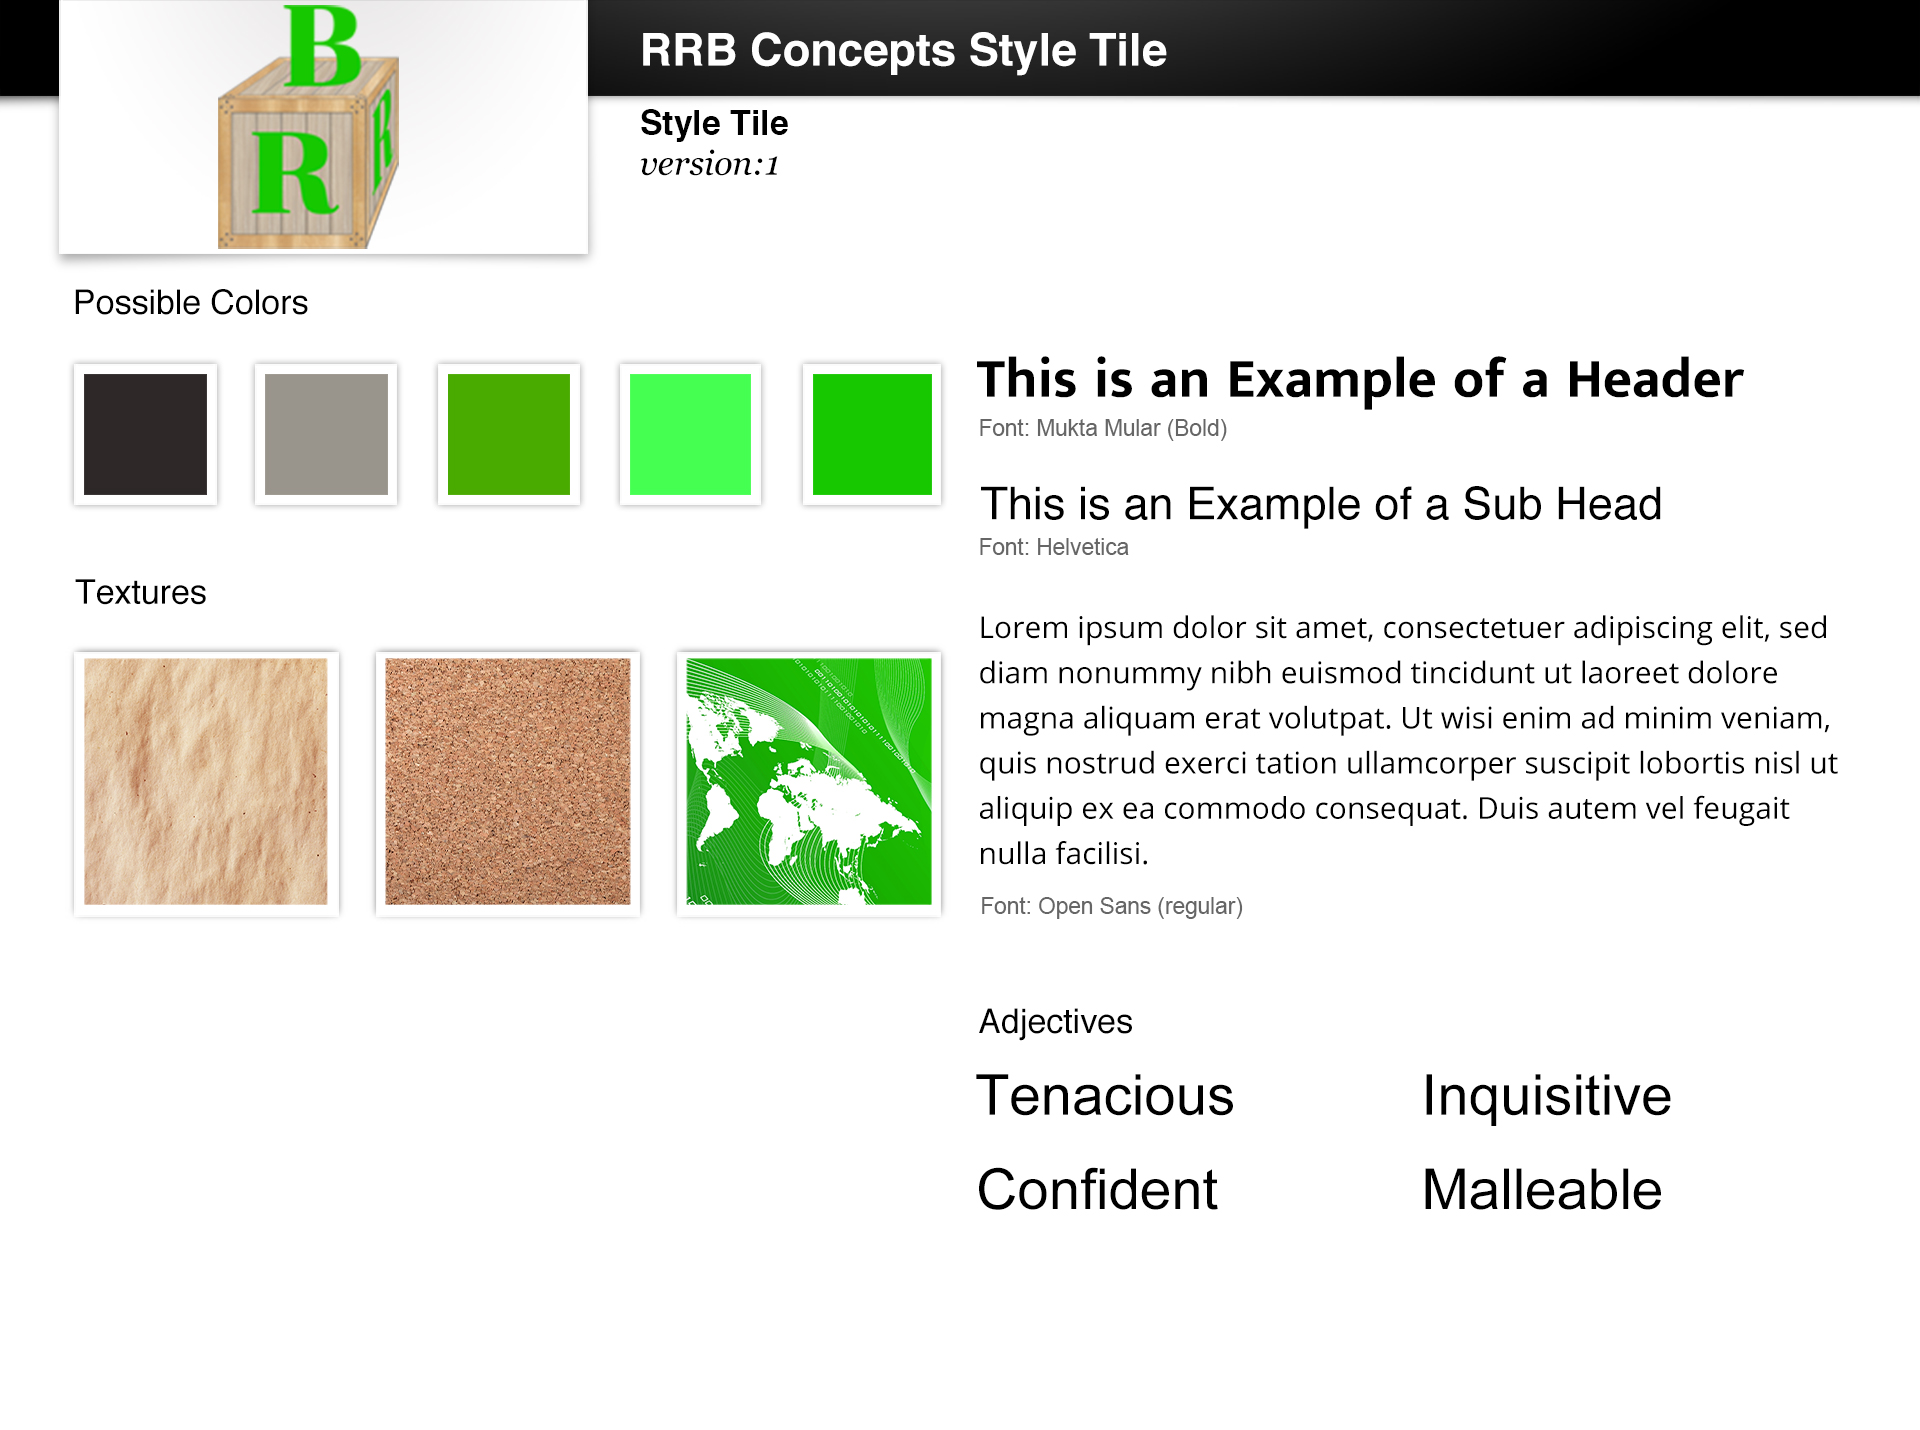 B
R
R
RRB Concepts Style Tile
Style Tile
version:1
Possible Colors
This is an Example of a Header
Font: Mukta Mular (Bold)
This is an Example of a Sub Head
Font: Helvetica
Textures
Lorem ipsum dolor sit amet, consectetuer adipiscing elit, sed
diam nonummy nibh euismod tincidunt ut laoreet dolore
magna aliquam erat volutpat. Ut wisi enim ad minim veniam,
quis nostrud exerci tation ullamcorper suscipit lobortis nisl ut
aliquip ex ea commodo consequat. Duis autem vel feugait
nulla facilisi.
Font: Open Sans (regular)
Adjectives
Tenacious
Inquisitive
Confident
Malleable